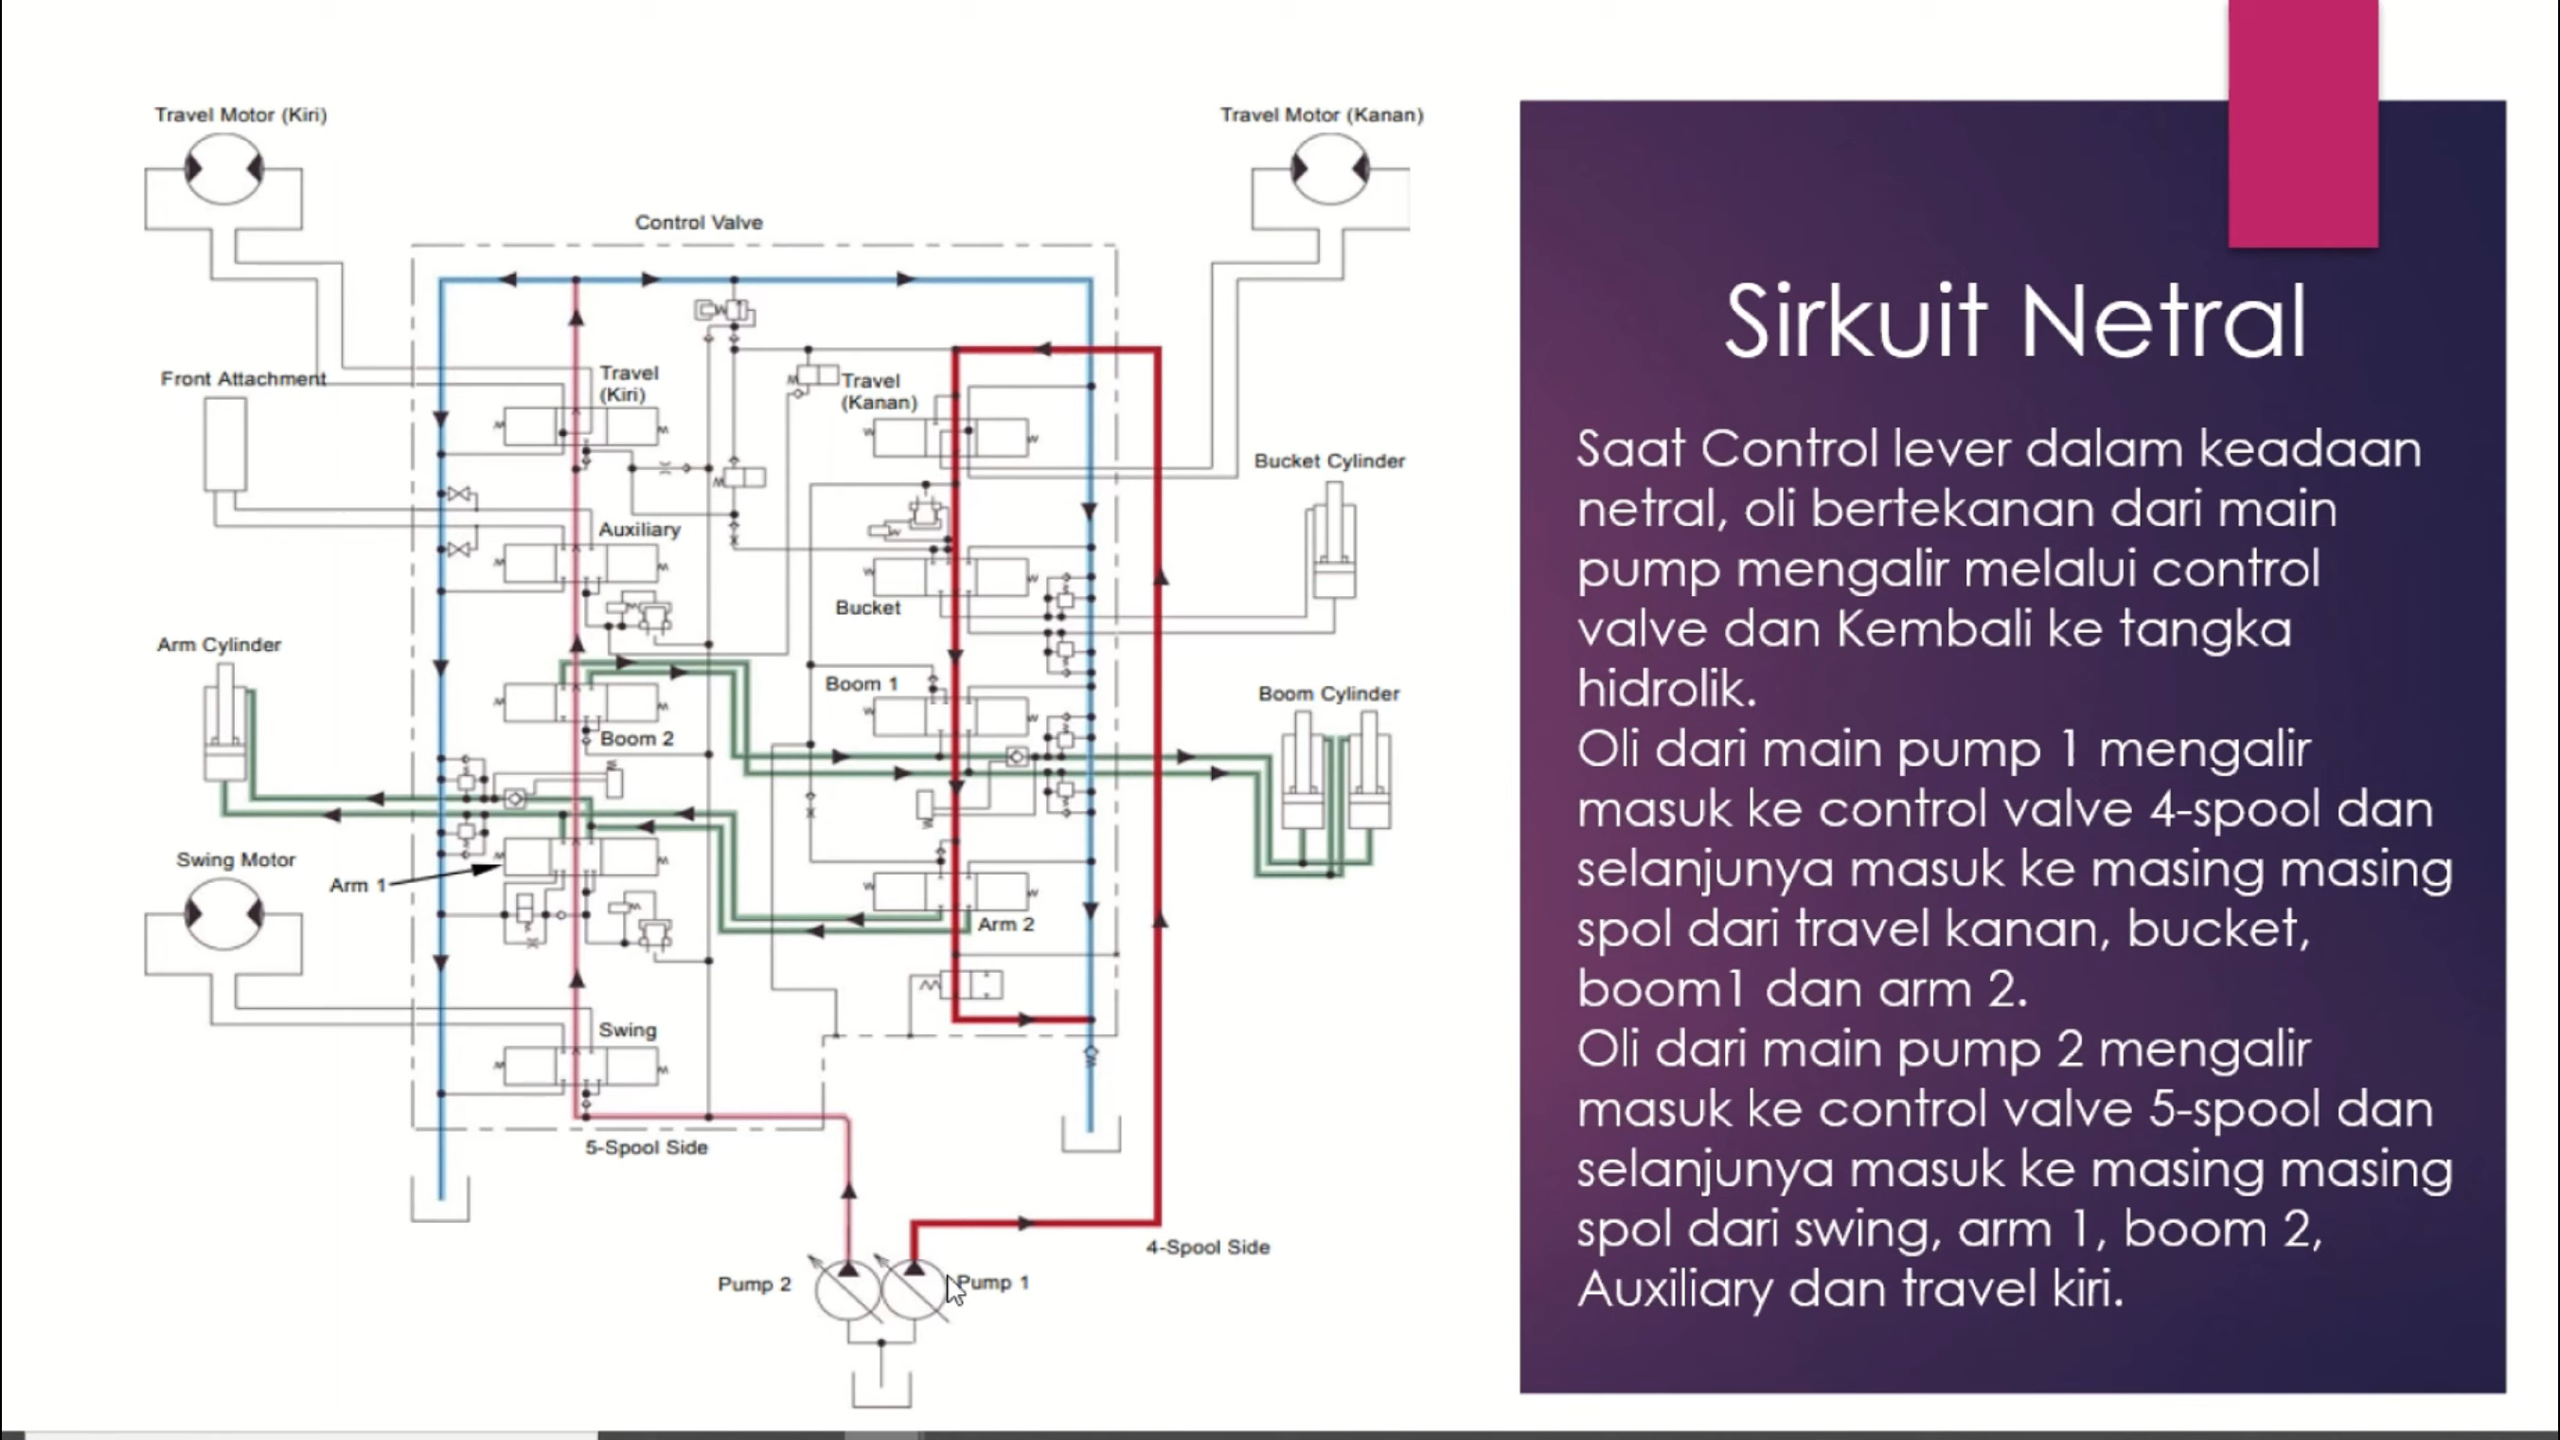 Travel Motor (Kiri)
Travel Motor (Kanan)
Control Valve
Travel
(Kiri)
Travel
(Kanan)
Front Attachment
Bucket Cylinder
Auxiliary
Bucket
Arm Cylinder
Boom 1
Boom Cylinder
Boom 2
Swing Motor
Arm 1
Arm 2
Swing
5-Spool Side
4-Spool Side
Pump 2
Pump 1
Sirkuit Netral
Saat Control lever dalam keadaan
netral, oli bertekanan dari main
pump mengalir melalui control
valve dan Kembali ke tangka
hidrolik.
Oli dari main pump 1 mengalir
masuk ke control valve 4-spool dan
selanjunya masuk ke masing masing
spol dari travel kanan, bucket,
boom1 dan arm 2.
Oli dari main pump 2 mengalir
masuk ke control valve 5-spool dan
selanjunya masuk ke masing masing
spol dari swing, arm 1, boom 2,
Auxiliary dan travel kiri.